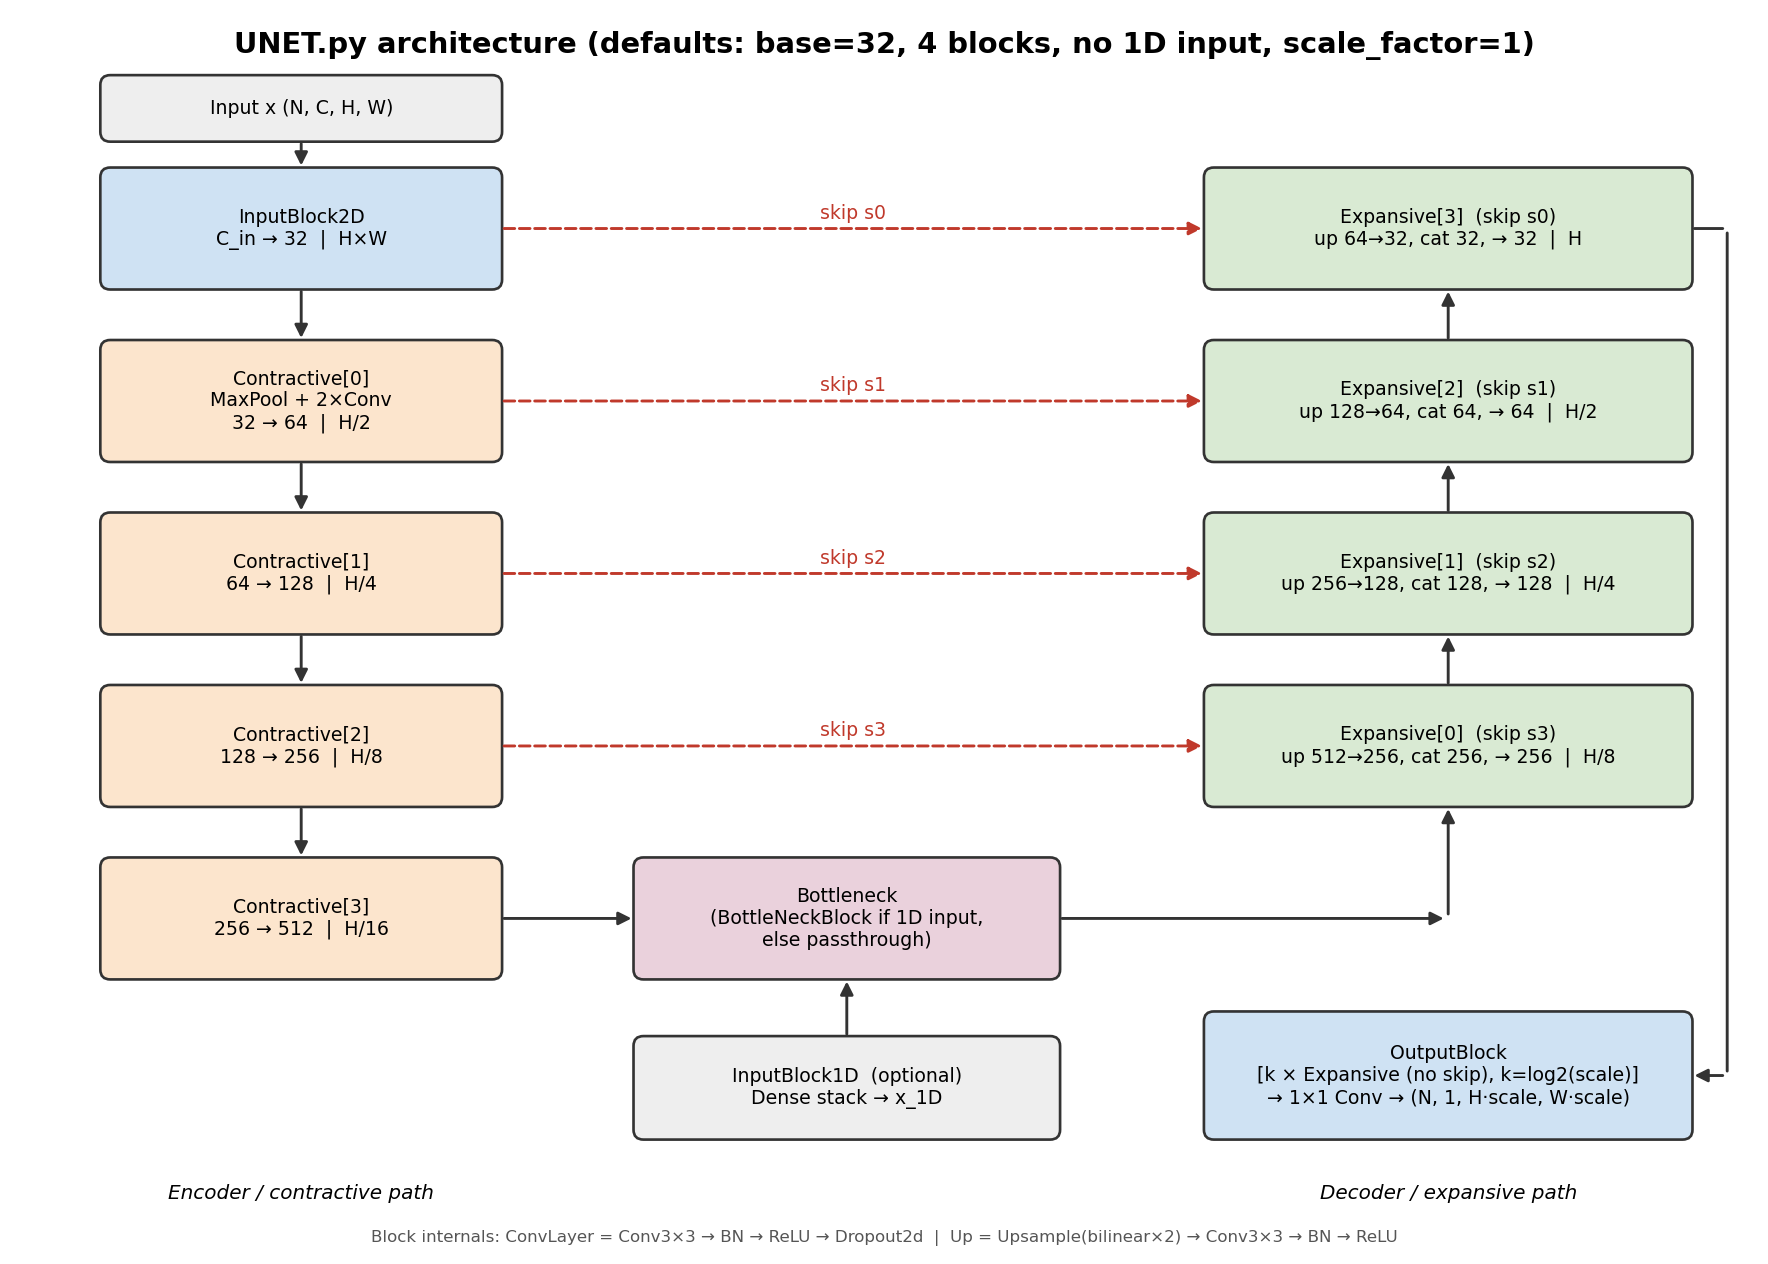 UNET.py architecture (defaults: base=32, 4 blocks, no 1D input, scale_factor=1)
Input x (N, C, H, W)
InputBlock2D
C_in → 32 | H×W
skip s0
Expansive[3] (skip s0)
up 64→32, cat 32, → 32 | H
Contractive[0]
MaxPool + 2×Conv
32 → 64 | H/2
skip s1
Expansive[2] (skip s1)
up 128→64, cat 64, → 64 | H/2
Contractive[1]
64 → 128 | H/4
skip s2
Expansive[1] (skip s2)
up 256→128, cat 128, → 128 | H/4
Contractive[2]
128 → 256 | H/8
skip s3
Expansive[0] (skip s3)
up 512→256, cat 256, → 256 | H/8
Contractive[3]
256 → 512 | H/16
Bottleneck
(BottleNeckBlock if 1D input,
else passthrough)
InputBlock1D (optional)
Dense stack → x_1D
OutputBlock
[k × Expansive (no skip), k=log2(scale)]
→ 1×1 Conv → (N, 1, H·scale, W·scale)
Encoder / contractive path
Decoder / expansive path
Block internals: ConvLayer = Conv3×3 → BN → ReLU → Dropout2d | Up = Upsample(bilinear×2) → Conv3×3 → BN → ReLU